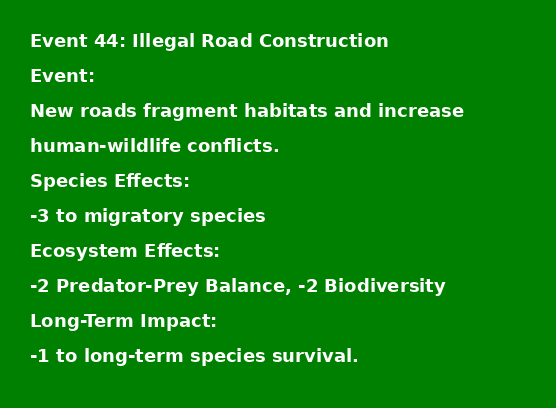 Event 44: Illegal Road Construction
Event:
New roads fragment habitats and increase
human-wildlife conflicts.
Species Effects:
-3 to migratory species
Ecosystem Effects:
-2 Predator-Prey Balance, -2 Biodiversity
Long-Term Impact:
-1 to long-term species survival.